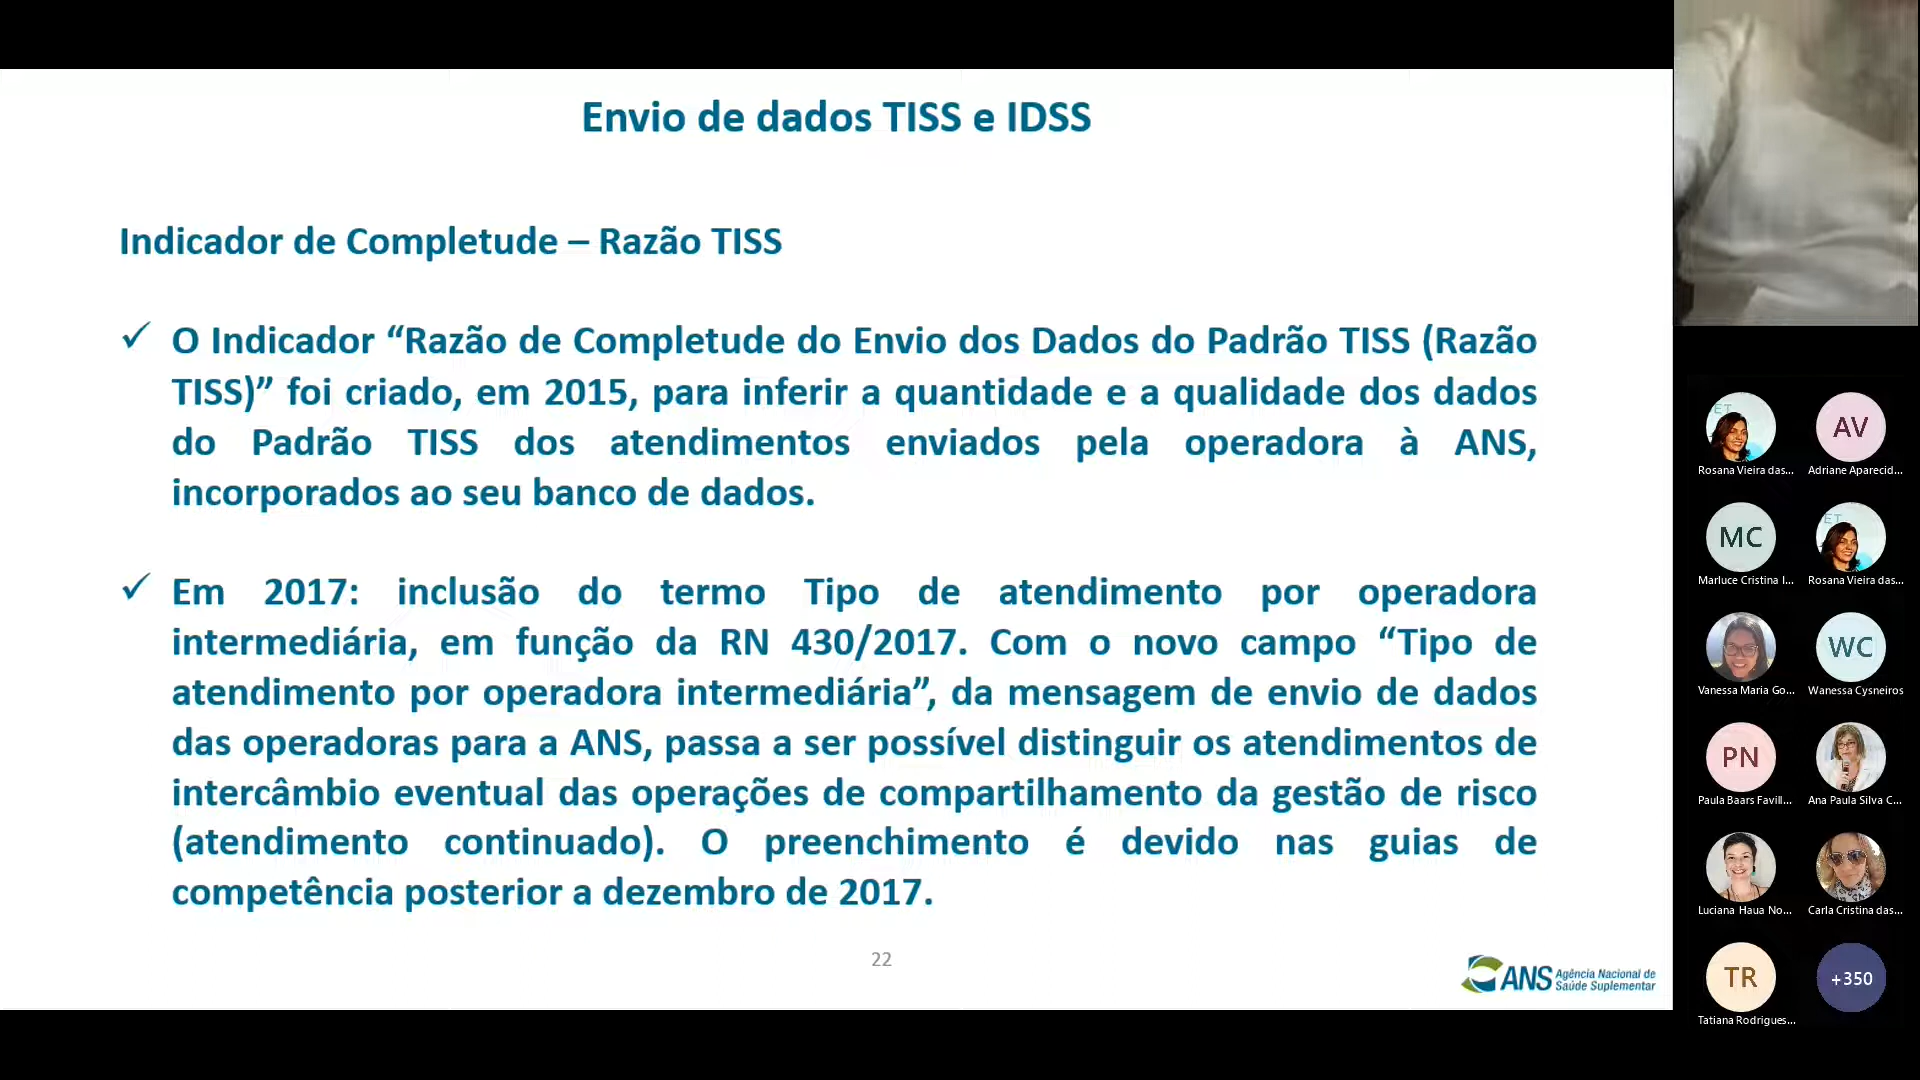 Envio de dados TISS e IDSS
Indicador de Completude – Razão TISS
✓ O Indicador “Razão de Completude do Envio dos Dados do Padrão TISS (Razão
TISS)” foi criado, em 2015, para inferir a quantidade e a qualidade dos dados
do Padrão TISS dos atendimentos enviados pela operadora à ANS,
incorporados ao seu banco de dados.
✓ Em 2017: inclusão do termo Tipo de atendimento por operadora
intermediária, em função da RN 430/2017. Com o novo campo “Tipo de
atendimento por operadora intermediária”, da mensagem de envio de dados
das operadoras para a ANS, passa a ser possível distinguir os atendimentos de
intercâmbio eventual das operações de compartilhamento da gestão de risco
(atendimento continuado). O preenchimento é devido nas guias de
competência posterior a dezembro de 2017.
22
ANS Agência Nacional de
Saúde Suplementar
ET
AV
Rosana Vieira das...
Adriane Aparecid...
MC
ET
Marluce Cristina I...
Rosana Vieira das...
WC
Vanessa Maria Go...
Wanessa Cysneiros
PN
Paula Baars Favill...
Ana Paula Silva C...
Luciana Haua No...
Carla Cristina das...
TR
+350
Tatiana Rodrigues...